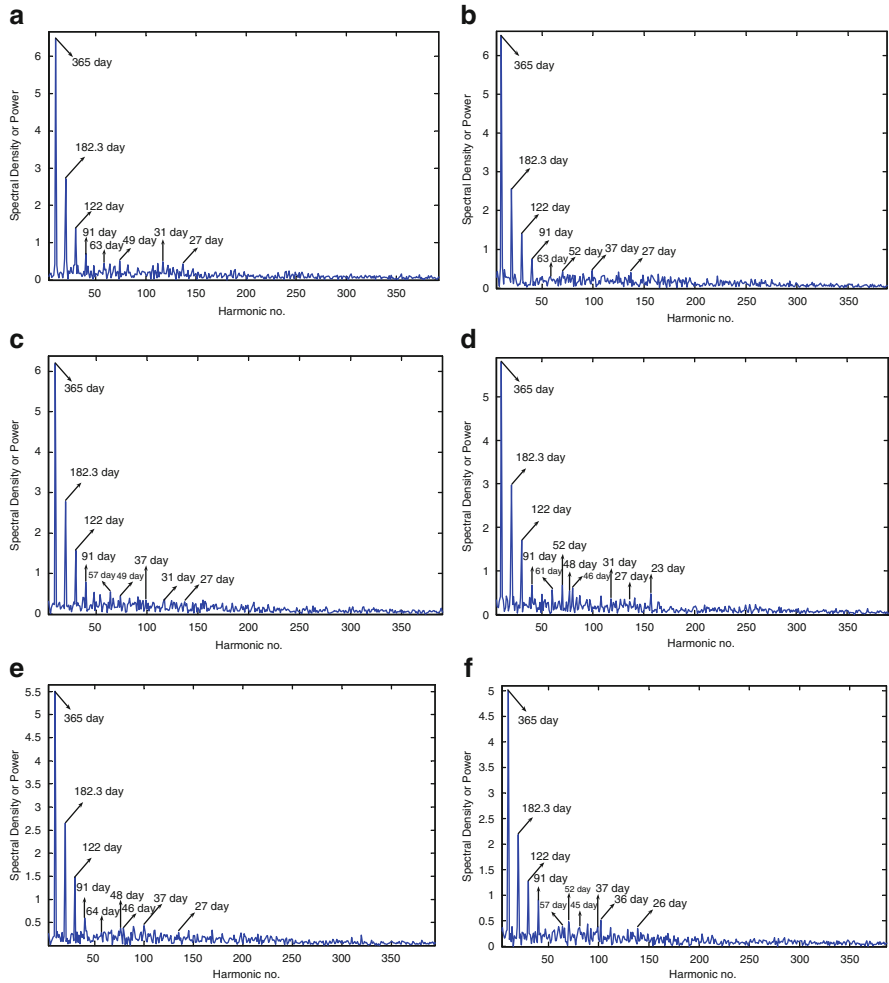 a
Spectral Density or Power
6
5
4
3
2
1
0
365 day
182.3 day
122 day
91 day
63 day
49 day
31 day
27 day
50 100 150 200 250 300 350
Harmonic no.
b
Spectral Density or Power
6
5
4
3
2
1
0
365 day
182.3 day
122 day
91 day
63 day
52 day
37 day
27 day
50 100 150 200 250 300 350
Harmonic no.
c
Spectral Density or Power
6
5
4
3
2
1
0
365 day
182.3 day
122 day
91 day
57 day
49 day
37 day
31 day
27 day
50 100 150 200 250 300 350
Harmonic no.
d
Spectral Density or Power
5
4
3
2
1
0
365 day
182.3 day
122 day
91 day
61 day
52 day
48 day
46 day
31 day
27 day
23 day
50 100 150 200 250 300 350
Harmonic no.
e
Spectral Density or Power
5.5
5
4.5
4
3.5
3
2.5
2
1.5
1
0.5
365 day
182.3 day
122 day
91 day
64 day
48 day
46 day
37 day
27 day
50 100 150 200 250 300 350
Harmonic no.
f
Spectral Density or Power
5
4.5
4
3.5
3
2.5
2
1.5
1
0.5
0
365 day
182.3 day
122 day
91 day
57 day
52 day
45 day
37 day
36 day
26 day
50 100 150 200 250 300 350
Harmonic no.